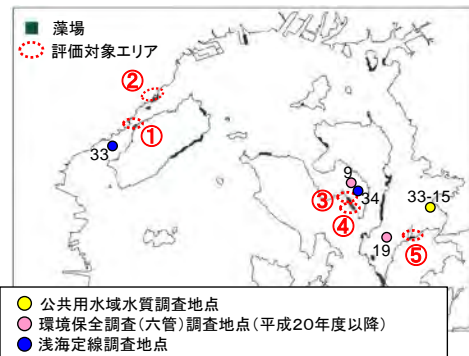 藻場
評価対象エリア
②
①
33
9
33-15
③
34
④
19
⑤
公共用水域水質調査地点
環境保全調査(六管)調査地点(平成20年度以降)
浅海定線調査地点